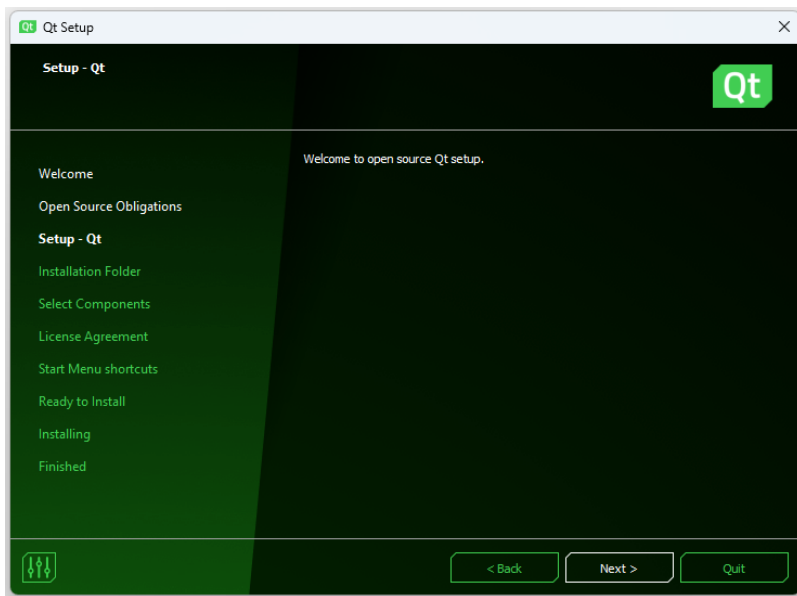 Qt Qt Setup
Setup - Qt
Qt
Welcome to open source Qt setup.
Welcome
Open Source Obligations
Setup - Qt
Installation Folder
Select Components
License Agreement
Start Menu shortcuts
Ready to Install
Installing
Finished
< Back Next > Quit